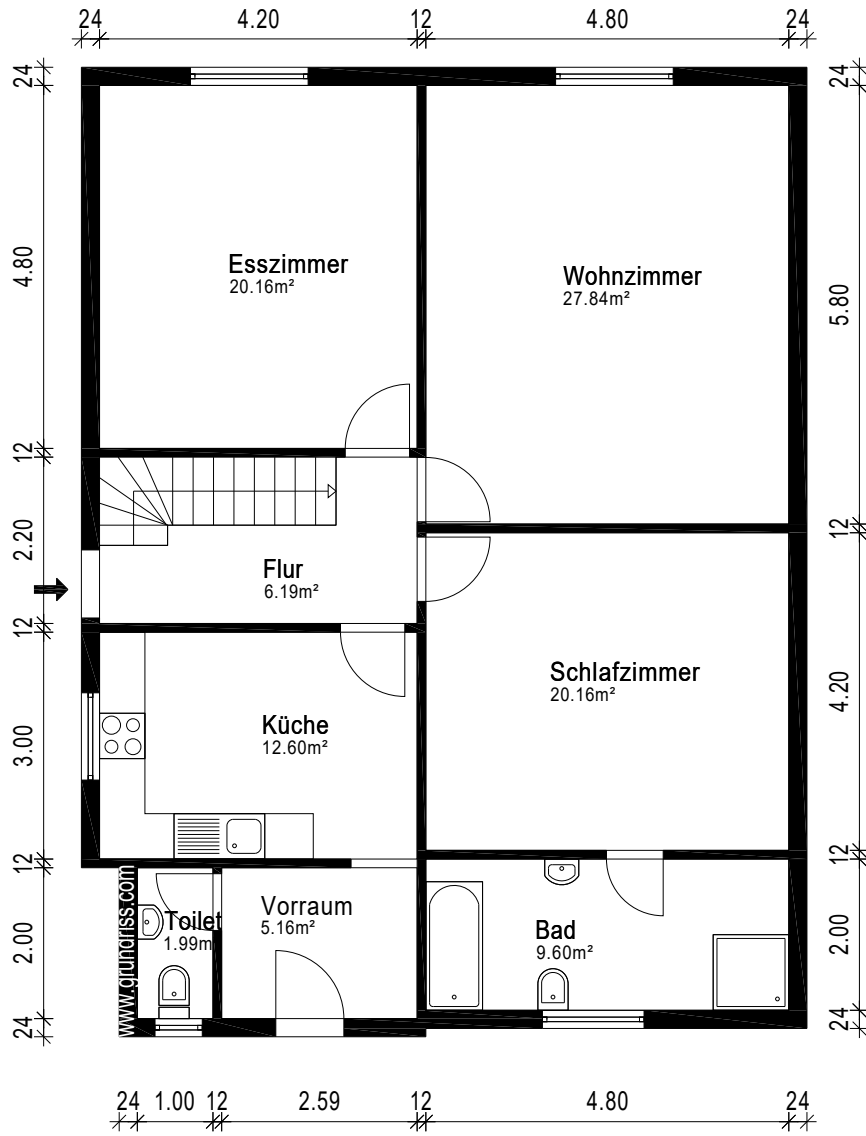 24 4.20 12 4.80 24
24
24
4.80
5.80
Esszimmer
20.16m²
Wohnzimmer
27.84m²
12
2.20
12
Flur
6.19m²
12
Schlafzimmer
20.16m²
4.20
3.00
Küche
12.60m²
12
12
www.grundriss.com
Toilet
1.99m
Vorraum
5.16m²
Bad
9.60m²
2.00
2.00
24
24
24 1.00 12 2.59 12 4.80 24